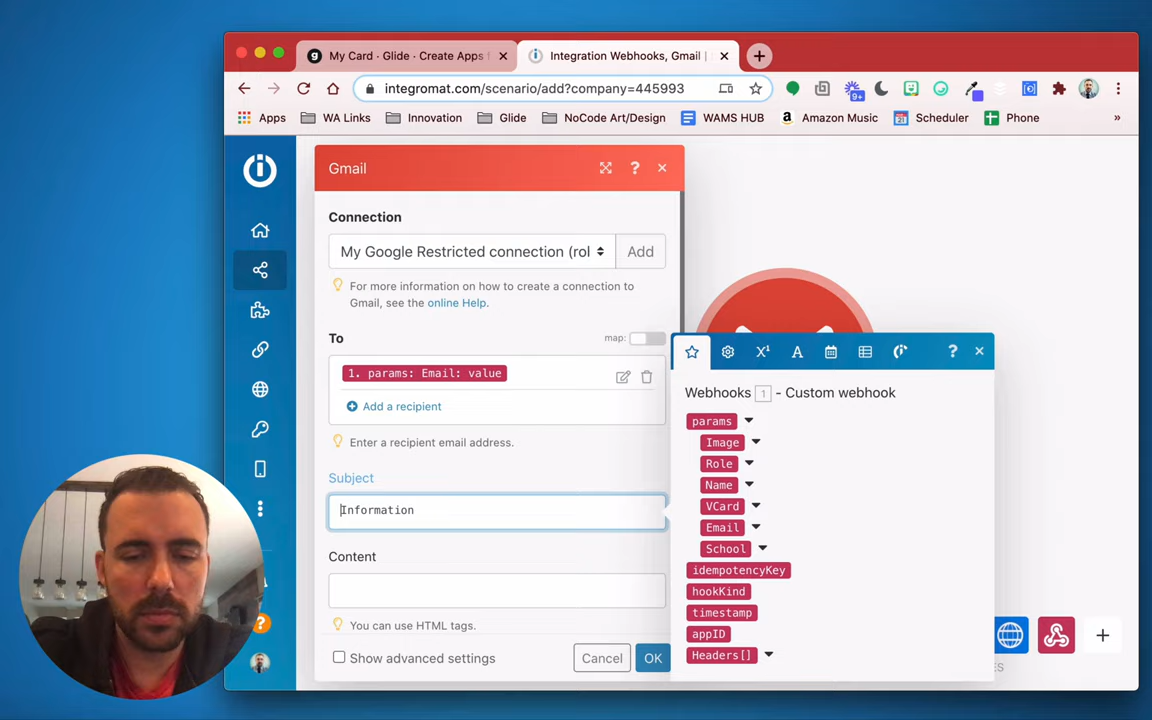 My Card · Glide · Create Apps
Integration Webhooks, Gmail |
integromat.com/scenario/add?company=445993
9+
Apps
WA Links
Innovation
Glide
NoCode Art/Design
WAMS HUB
Amazon Music
Scheduler
Phone
»
Gmail
?
Connection
My Google Restricted connection (rol
Add
For more information on how to create a connection to
Gmail, see the online Help.
To
map:
1. params: Email: value
Add a recipient
Enter a recipient email address.
Subject
Information
Content
You can use HTML tags.
Show advanced settings
Cancel
OK
X¹
A
?
Webhooks 1 - Custom webhook
params
Image
Role
Name
VCard
Email
School
idempotencyKey
hookKind
timestamp
appID
Headers[]